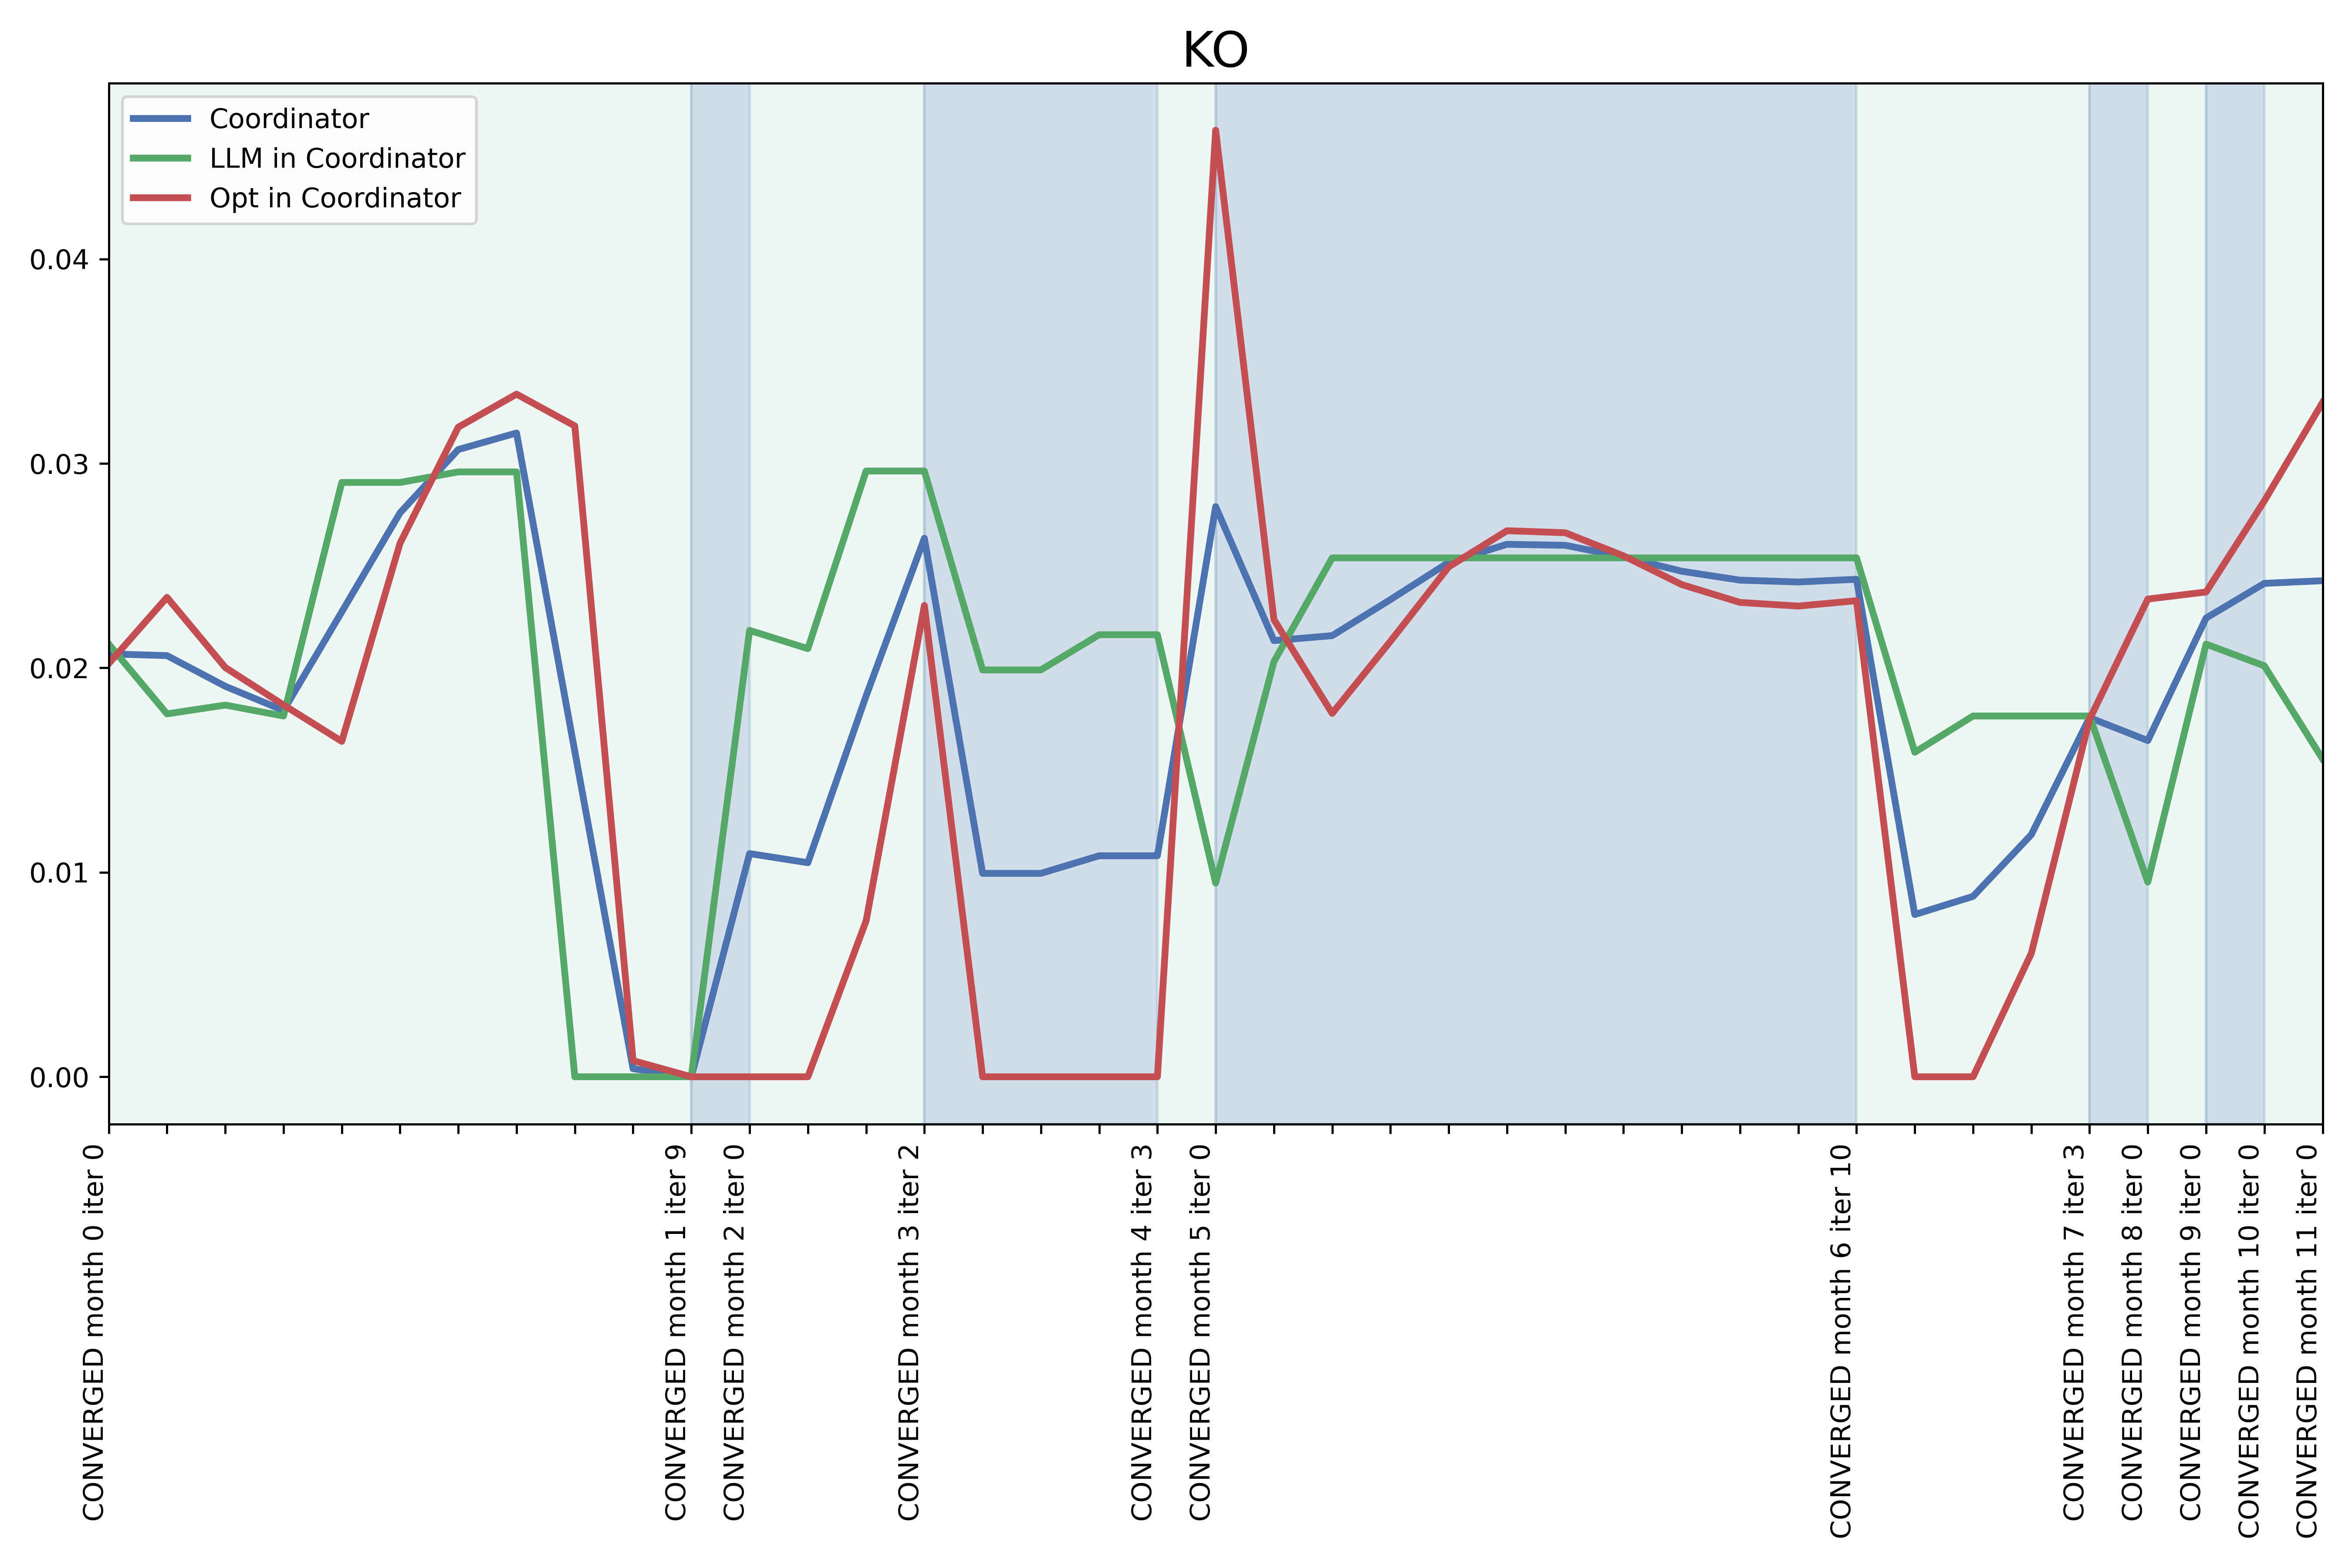 KO
Coordinator
LLM in Coordinator
Opt in Coordinator
0.04
0.03
0.02
0.01
0.00
CONVERGED month 0 iter 0
CONVERGED month 1 iter 9
CONVERGED month 2 iter 0
CONVERGED month 3 iter 2
CONVERGED month 4 iter 3
CONVERGED month 5 iter 0
CONVERGED month 6 iter 10
CONVERGED month 7 iter 3
CONVERGED month 8 iter 0
CONVERGED month 9 iter 0
CONVERGED month 10 iter 0
CONVERGED month 11 iter 0